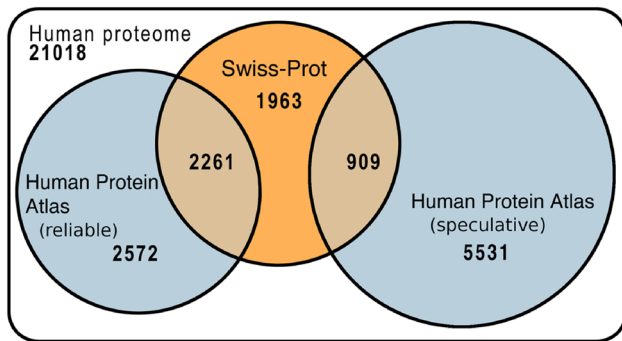 Human proteome
21018
Swiss-Prot
1963
2261
909
Human Protein
Atlas
(reliable)
2572
Human Protein Atlas
(speculative)
5531